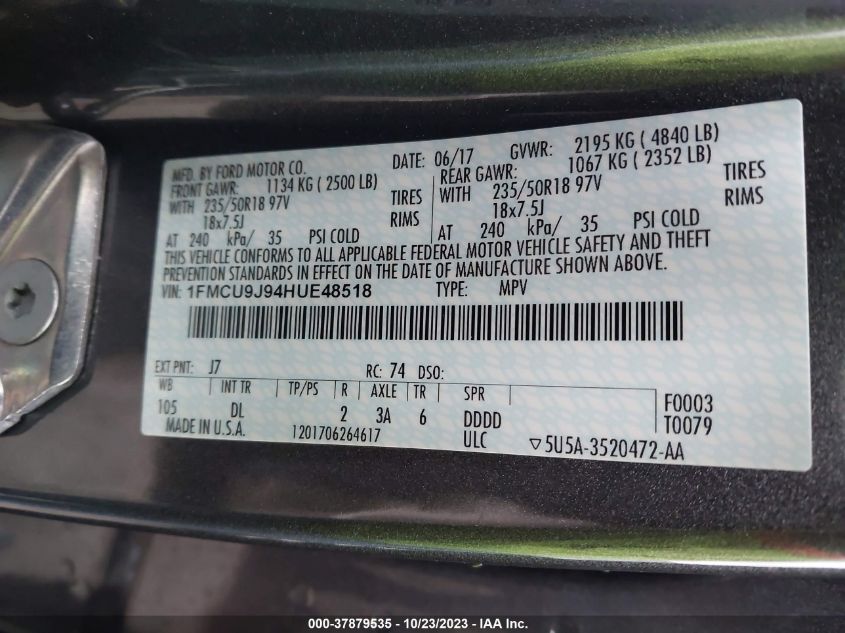 MFD. BY FORD MOTOR CO. DATE: 06/17 GVWR: 2195 KG ( 4840 LB)
FRONT GAWR: 1134 KG ( 2500 LB) REAR GAWR: 1067 KG ( 2352 LB)
WITH 235/50R18 97V TIRES WITH 235/50R18 97V TIRES
18x7.5J RIMS 18x7.5J RIMS
AT 240 kPa/ 35 PSI COLD AT 240 kPa/ 35 PSI COLD
THIS VEHICLE CONFORMS TO ALL APPLICABLE FEDERAL MOTOR VEHICLE SAFETY AND THEFT
PREVENTION STANDARDS IN EFFECT ON THE DATE OF MANUFACTURE SHOWN ABOVE.
VIN: 1FMCU9J94HUE48518 TYPE: MPV
EXT PNT: J7 RC: 74 DSO:
WB INT TR TP/PS R AXLE TR SPR
105 DL 2 3A 6 DDDD F0003
MADE IN U.S.A. 1201706264617 ULC ▽5U5A-3520472-AA T0079
000-37879535 - 10/23/2023 - IAA Inc.